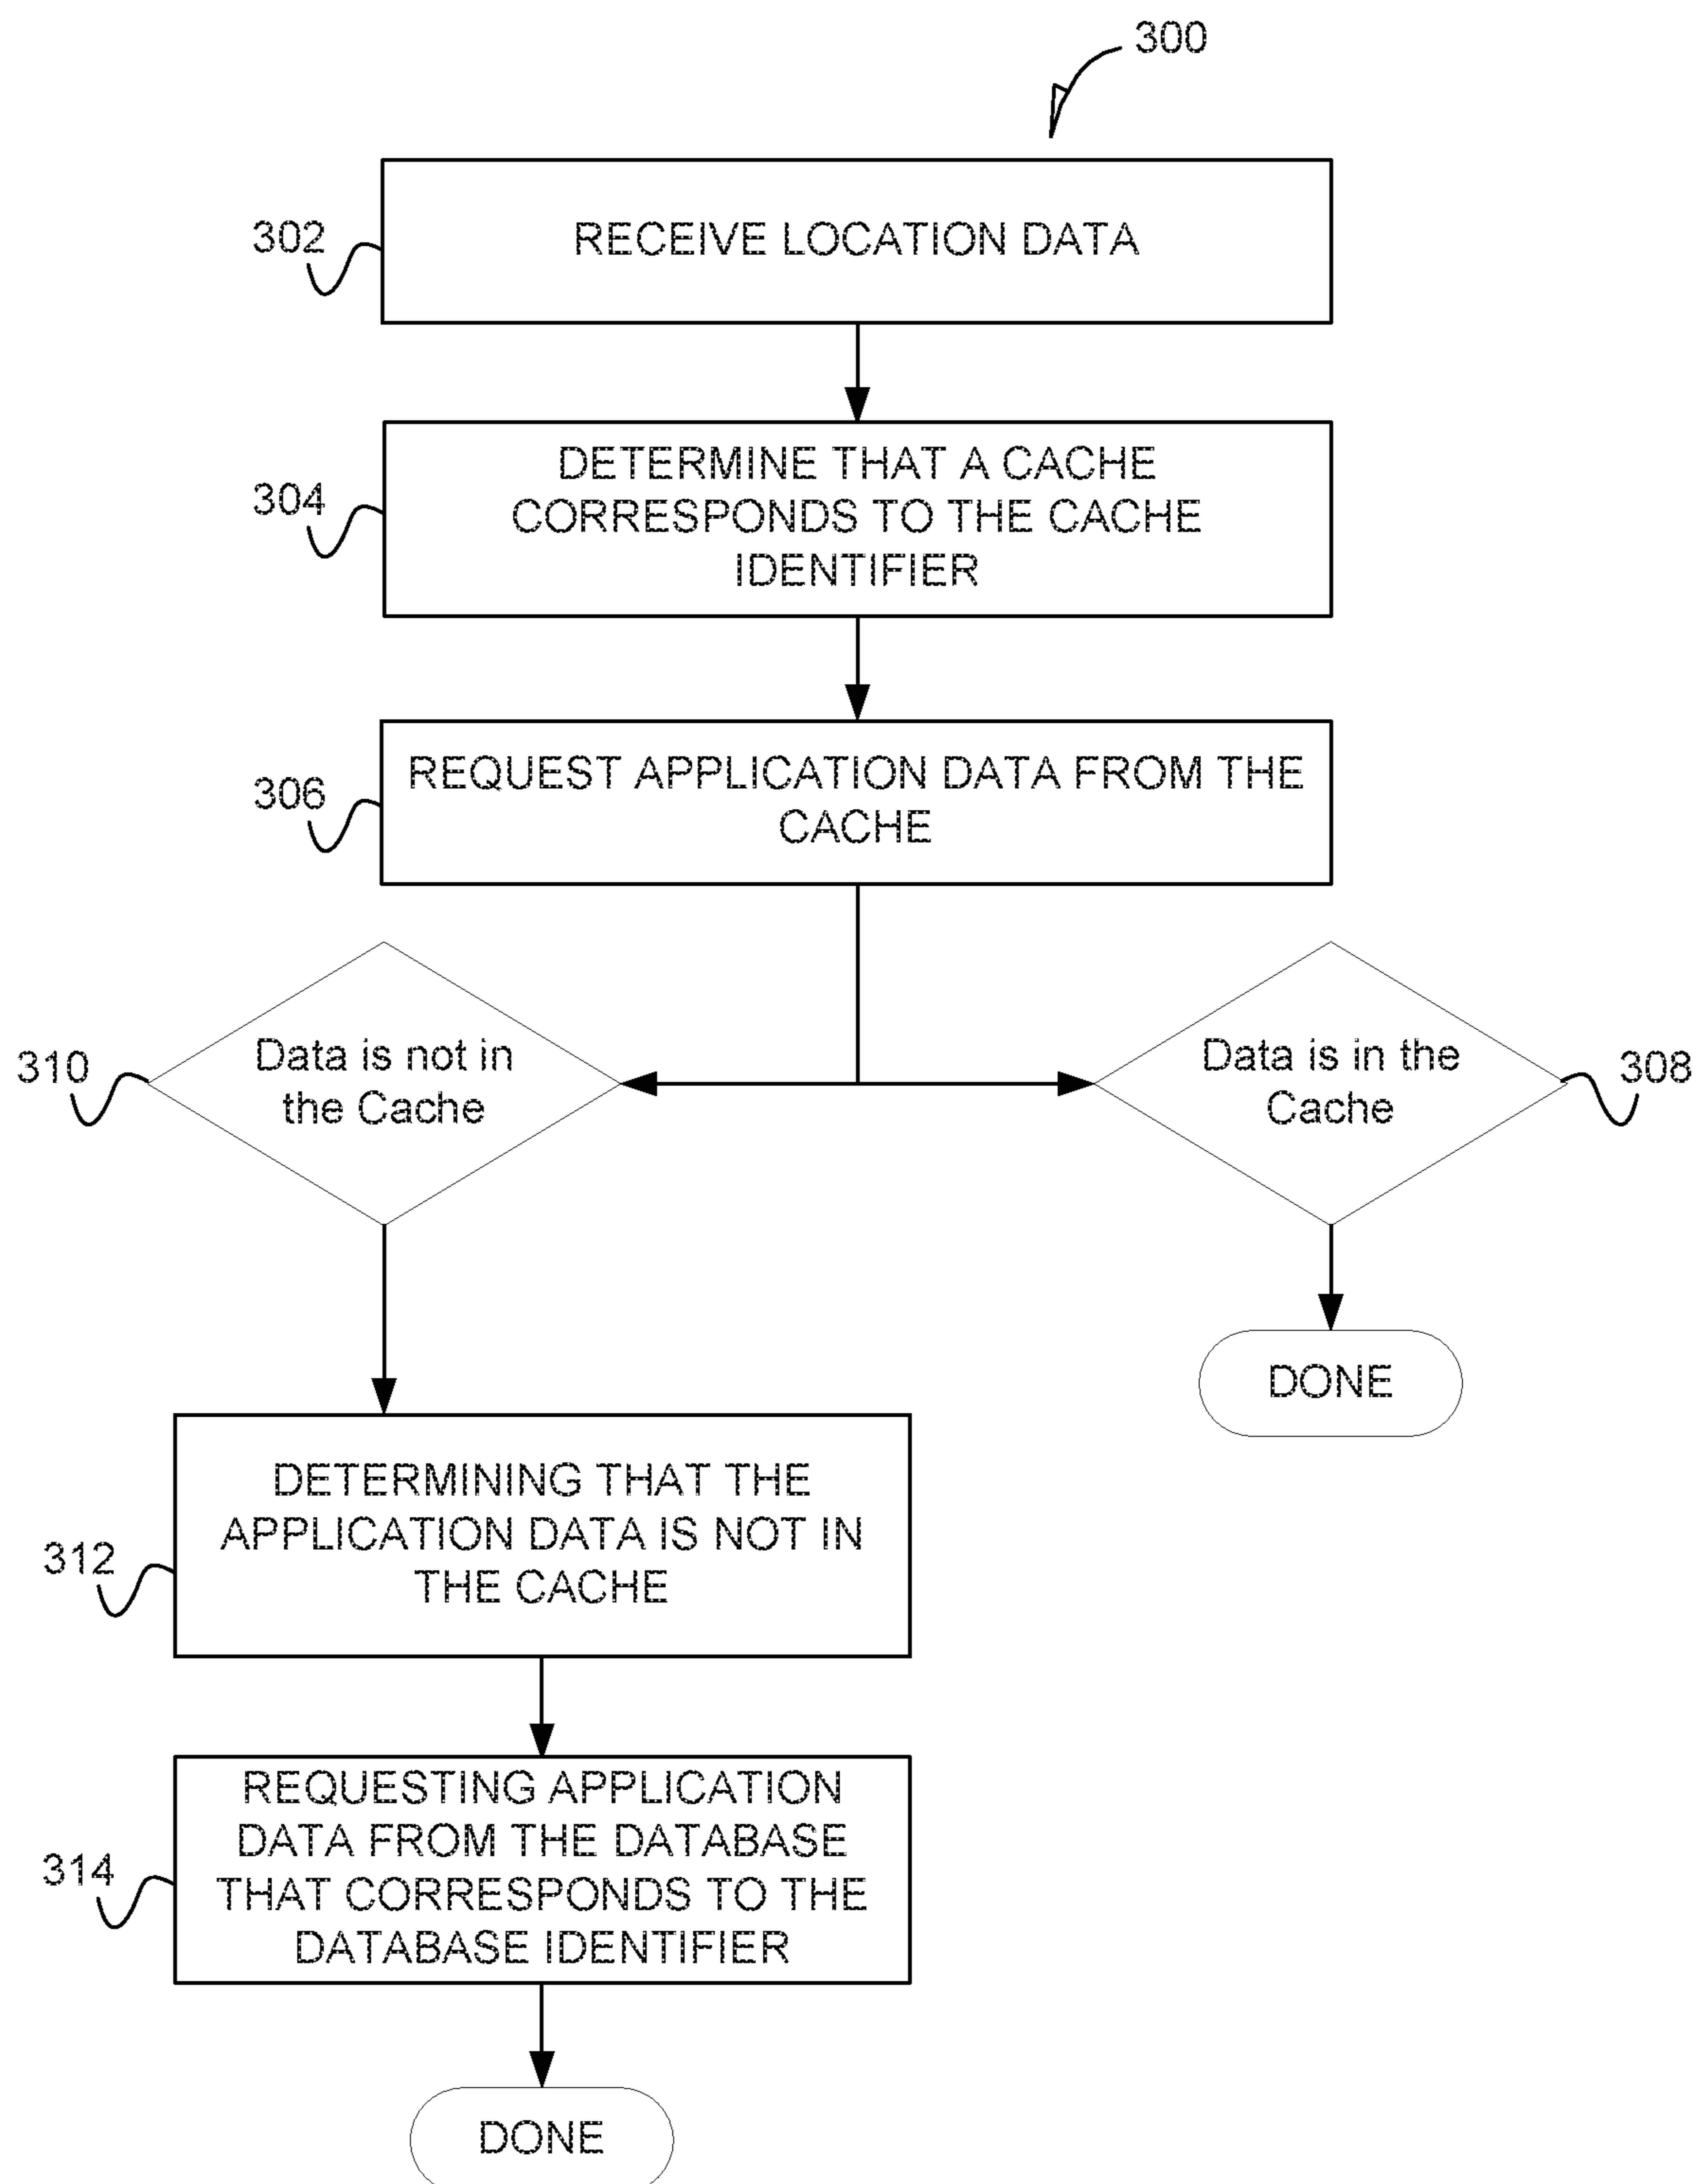 300
302
RECEIVE LOCATION DATA
304
DETERMINE THAT A CACHE
CORRESPONDS TO THE CACHE
IDENTIFIER
306
REQUEST APPLICATION DATA FROM THE
CACHE
310
Data is not in
the Cache
Data is in the
Cache
308
DONE
312
DETERMINING THAT THE
APPLICATION DATA IS NOT IN
THE CACHE
314
REQUESTING APPLICATION
DATA FROM THE DATABASE
THAT CORRESPONDS TO THE
DATABASE IDENTIFIER
DONE